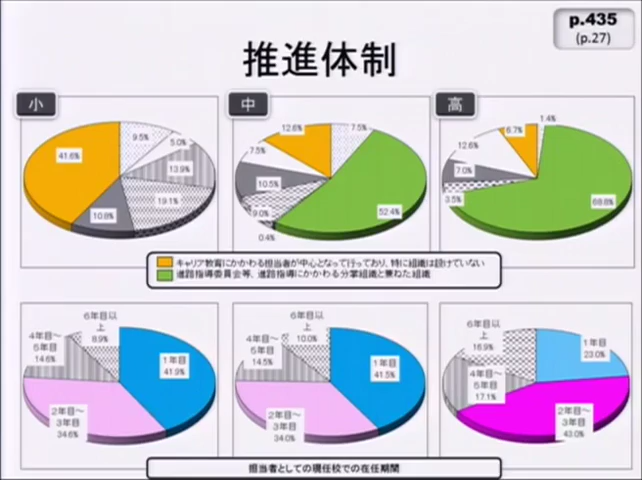 p.435
(p.27)
推進体制
小
中
高
9.5%
5.0%
13.9%
19.1%
10.8%
41.6%
7.5%
52.4%
0.4%
9.0%
10.5%
7.5%
12.6%
1.4%
68.8%
3.5%
7.0%
12.6%
6.7%
キャリア教育にかかわる担当者が中心となって行っており、特に組織は設けていない
進路指導委員会等、進路指導にかかわる分掌組織と兼ねた組織
6年目以
上
8.9%
4年目～
5年目
14.6%
1年目
41.9%
2年目～
3年目
34.6%
6年目以
上
10.0%
4年目～
5年目
14.5%
1年目
41.5%
2年目～
3年目
34.0%
6年目以
上
16.9%
4年目～
5年目
17.1%
1年目
23.0%
2年目～
3年目
43.0%
担当者としての現任校での在任期間